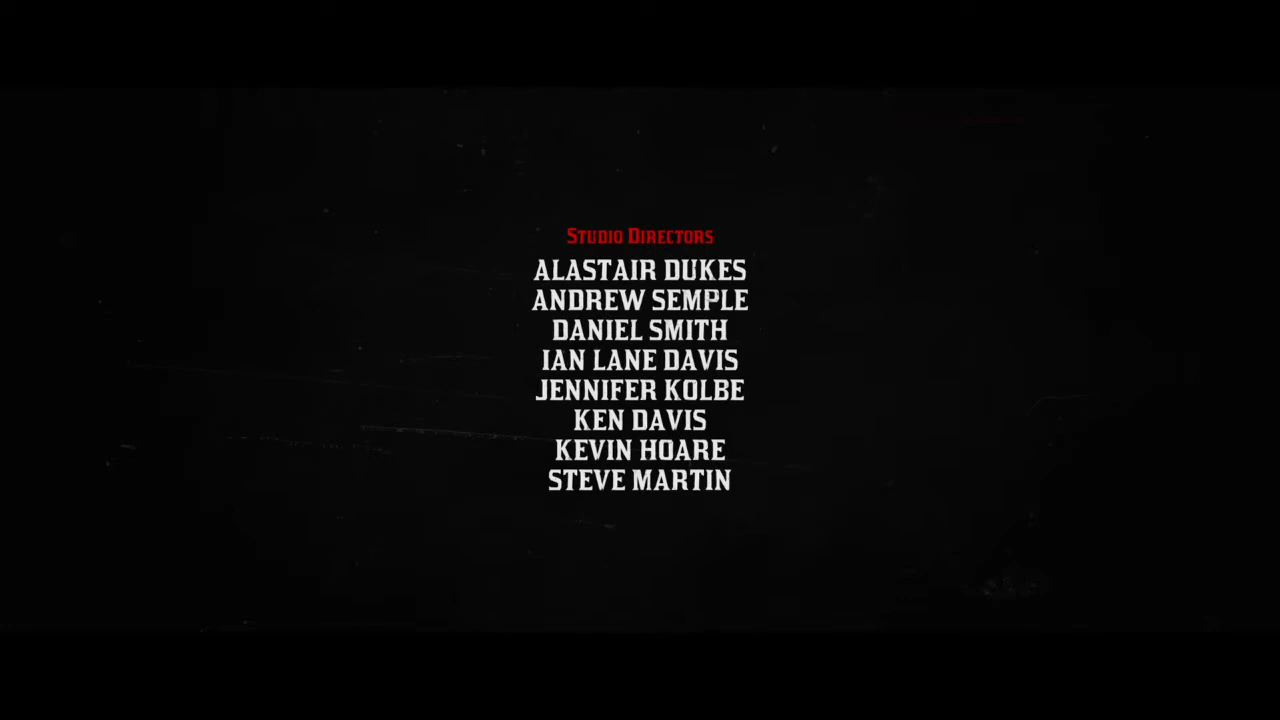 Studio Directors
ALASTAIR DUKES
ANDREW SEMPLE
DANIEL SMITH
IAN LANE DAVIS
JENNIFER KOLBE
KEN DAVIS
KEVIN HOARE
STEVE MARTIN